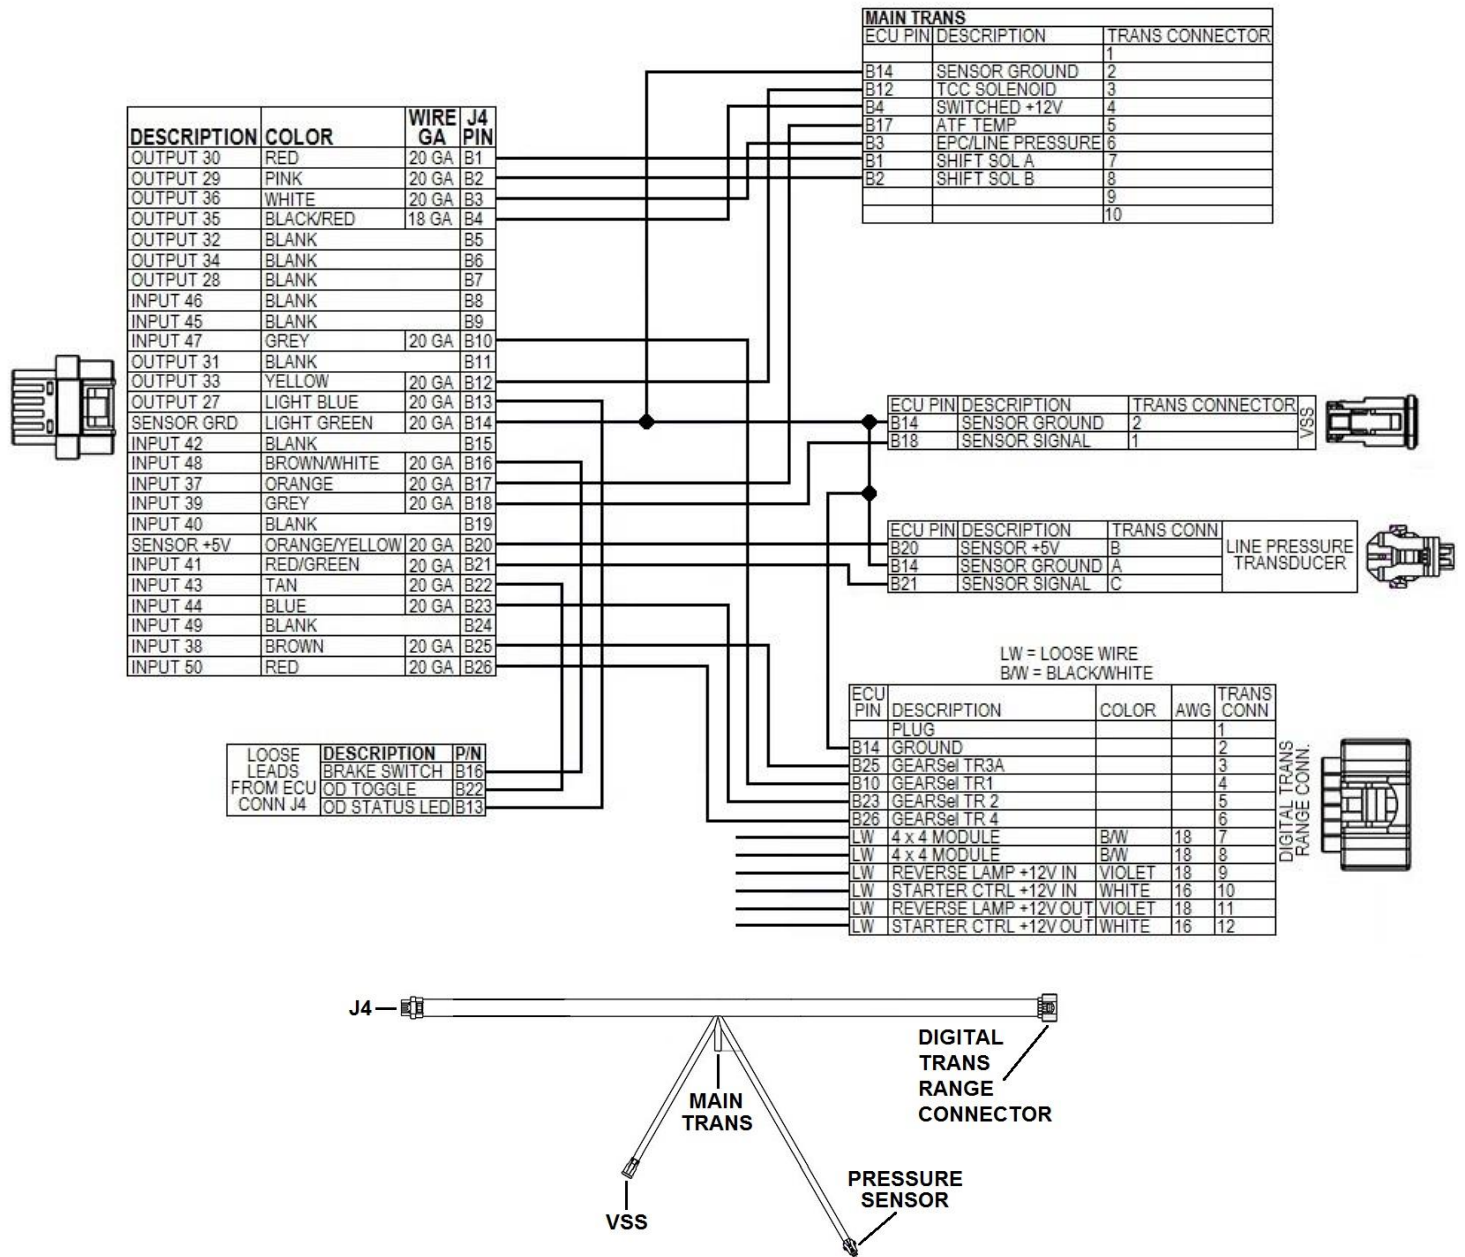 MAIN TRANS
ECU PIN DESCRIPTION TRANS CONNECTOR
1
B14 SENSOR GROUND 2
B12 TCC SOLENOID 3
B4 SWITCHED +12V 4
B17 ATF TEMP 5
B3 EPC/LINE PRESSURE 6
B1 SHIFT SOL A 7
B2 SHIFT SOL B 8
9
10
DESCRIPTION COLOR WIRE GA J4 PIN
OUTPUT 30 RED 20 GA B1
OUTPUT 29 PINK 20 GA B2
OUTPUT 36 WHITE 20 GA B3
OUTPUT 35 BLACK/RED 18 GA B4
OUTPUT 32 BLANK B5
OUTPUT 34 BLANK B6
OUTPUT 28 BLANK B7
INPUT 46 BLANK B8
INPUT 45 BLANK B9
INPUT 47 GREY 20 GA B10
OUTPUT 31 BLANK B11
OUTPUT 33 YELLOW 20 GA B12
OUTPUT 27 LIGHT BLUE 20 GA B13
SENSOR GRD LIGHT GREEN 20 GA B14
INPUT 42 BLANK B15
INPUT 48 BROWN/WHITE 20 GA B16
INPUT 37 ORANGE 20 GA B17
INPUT 39 GREY 20 GA B18
INPUT 40 BLANK B19
SENSOR +5V ORANGE/YELLOW 20 GA B20
INPUT 41 RED/GREEN 20 GA B21
INPUT 43 TAN 20 GA B22
INPUT 44 BLUE 20 GA B23
INPUT 49 BLANK B24
INPUT 38 BROWN 20 GA B25
INPUT 50 RED 20 GA B26
ECU PIN DESCRIPTION TRANS CONNECTOR
B14 SENSOR GROUND 2
B18 SENSOR SIGNAL 1
VSS
ECU PIN DESCRIPTION TRANS CONN
B20 SENSOR +5V B
B14 SENSOR GROUND A
B21 SENSOR SIGNAL C
LINE PRESSURE
TRANSDUCER
LW = LOOSE WIRE
B/W = BLACK/WHITE
ECU PIN DESCRIPTION COLOR AWG TRANS CONN
PLUG 1
B14 GROUND 2
B25 GEARSel TR3A 3
B10 GEARSel TR1 4
B23 GEARSel TR 2 5
B26 GEARSel TR 4 6
LW 4 x 4 MODULE B/W 18 7
LW 4 x 4 MODULE B/W 18 8
LW REVERSE LAMP +12V IN VIOLET 18 9
LW STARTER CTRL +12V IN WHITE 16 10
LW REVERSE LAMP +12V OUT VIOLET 18 11
LW STARTER CTRL +12V OUT WHITE 16 12
DIGITAL TRANS
RANGE CONN.
LOOSE
LEADS
FROM ECU
CONN J4
DESCRIPTION P/N
BRAKE SWITCH B16
OD TOGGLE B22
OD STATUS LED B13
J4
DIGITAL
TRANS
RANGE
CONNECTOR
MAIN
TRANS
VSS
PRESSURE
SENSOR